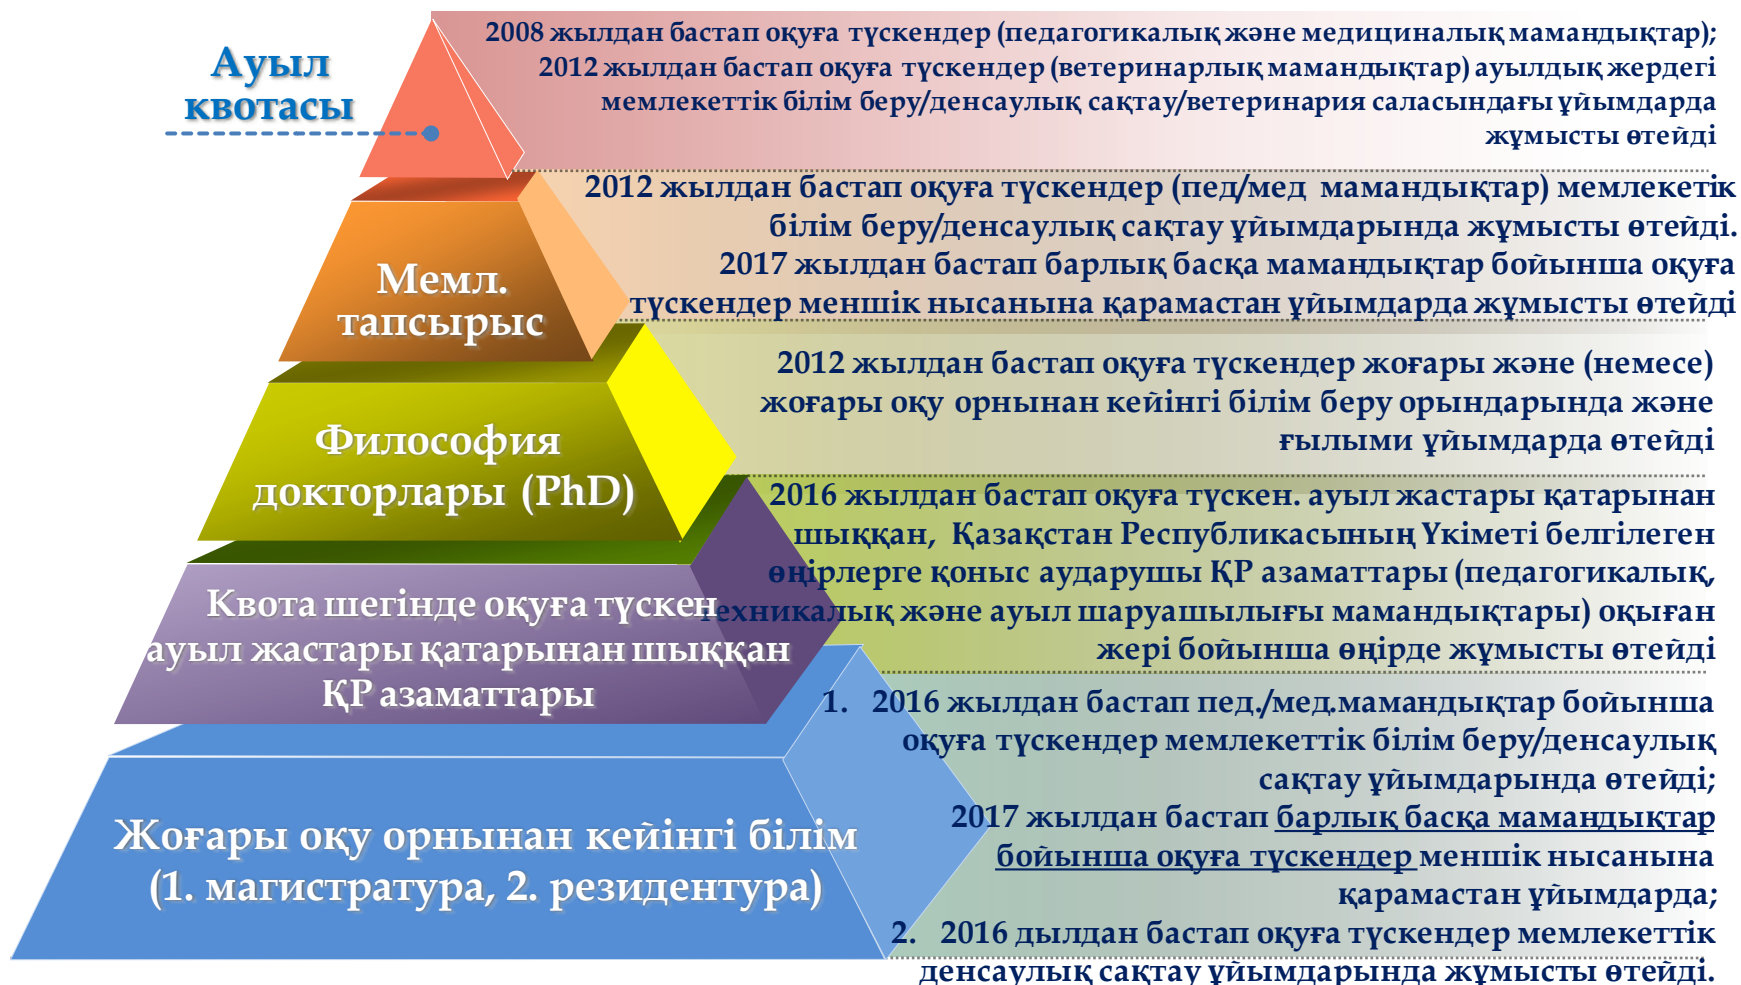 Ауыл
квотасы
2008 жылдан бастап оқуға түскендер (педагогикалық және медициналық мамандықтар);
2012 жылдан бастап оқуға түскендер (ветеринарлық мамандықтар) ауылдық жердегі
мемлекеттік білім беру/денсаулық сақтау/ветеринария саласындағы ұйымдарда
жұмысты өтейді
Мемл.
тапсырыс
2012 жылдан бастап оқуға түскендер (пед/мед мамандықтар) мемлекетік
білім беру/денсаулық сақтау ұйымдарында жұмысты өтейді.
2017 жылдан бастап барлық басқа мамандықтар бойынша оқуға
түскендер меншік нысанына қарамастан ұйымдарда жұмысты өтейді
Философия
докторлары (PhD)
2012 жылдан бастап оқуға түскендер жоғары және (немесе)
жоғары оқу орнынан кейінгі білім беру орындарында және
ғылыми ұйымдарда өтейді
Квота шегінде оқуға түскен
ауыл жастары қатарынан шыққан
ҚР азаматтары
2016 жылдан бастап оқуға түскен. ауыл жастары қатарынан
шыққан, Қазақстан Республикасының Үкіметі белгілеген
өңірлерге қоныс аударушы ҚР азаматтары (педагогикалық,
техникалық және ауыл шаруашылығы мамандықтары) оқыған
жері бойынша өңірде жұмысты өтейді
Жоғары оқу орнынан кейінгі білім
(1. магистратура, 2. резидентура)
1. 2016 жылдан бастап пед./мед.мамандықтар бойынша
оқуға түскендер мемлекеттік білім беру/денсаулық
сақтау ұйымдарында өтейді;
2017 жылдан бастап барлық басқа мамандықтар
бойынша оқуға түскендер меншік нысанына
қарамастан ұйымдарда;
2. 2016 дылдан бастап оқуға түскендер мемлекеттік
денсаулық сақтау ұйымдарында жұмысты өтейді.